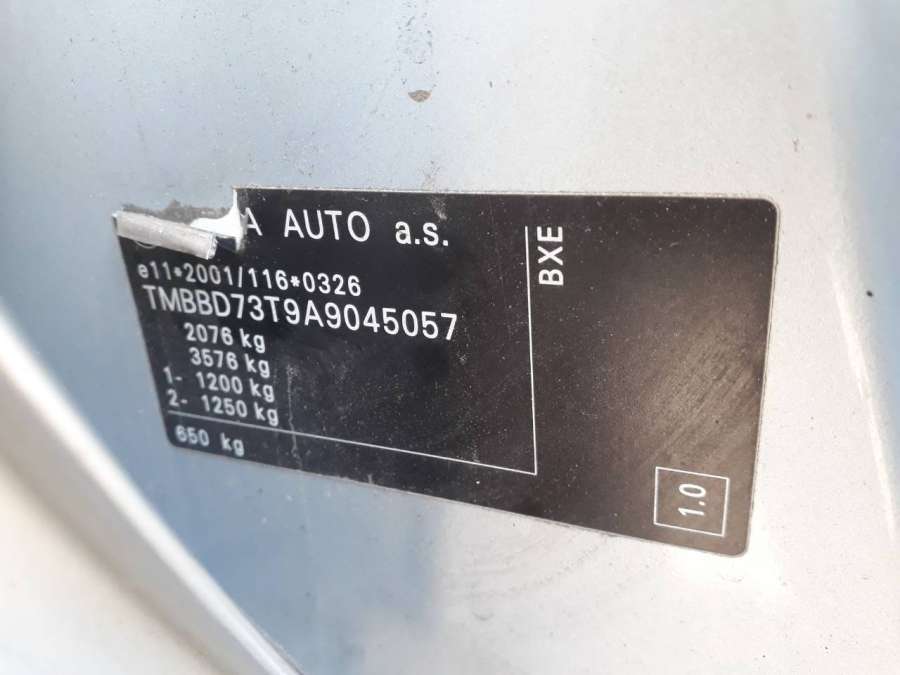 A AUTO a.s.
e11*2001/116*0326
TMBBD73T9A9045057
2076 kg
3576 kg
1- 1200 kg
2- 1250 kg
650 kg
BXE
1.0